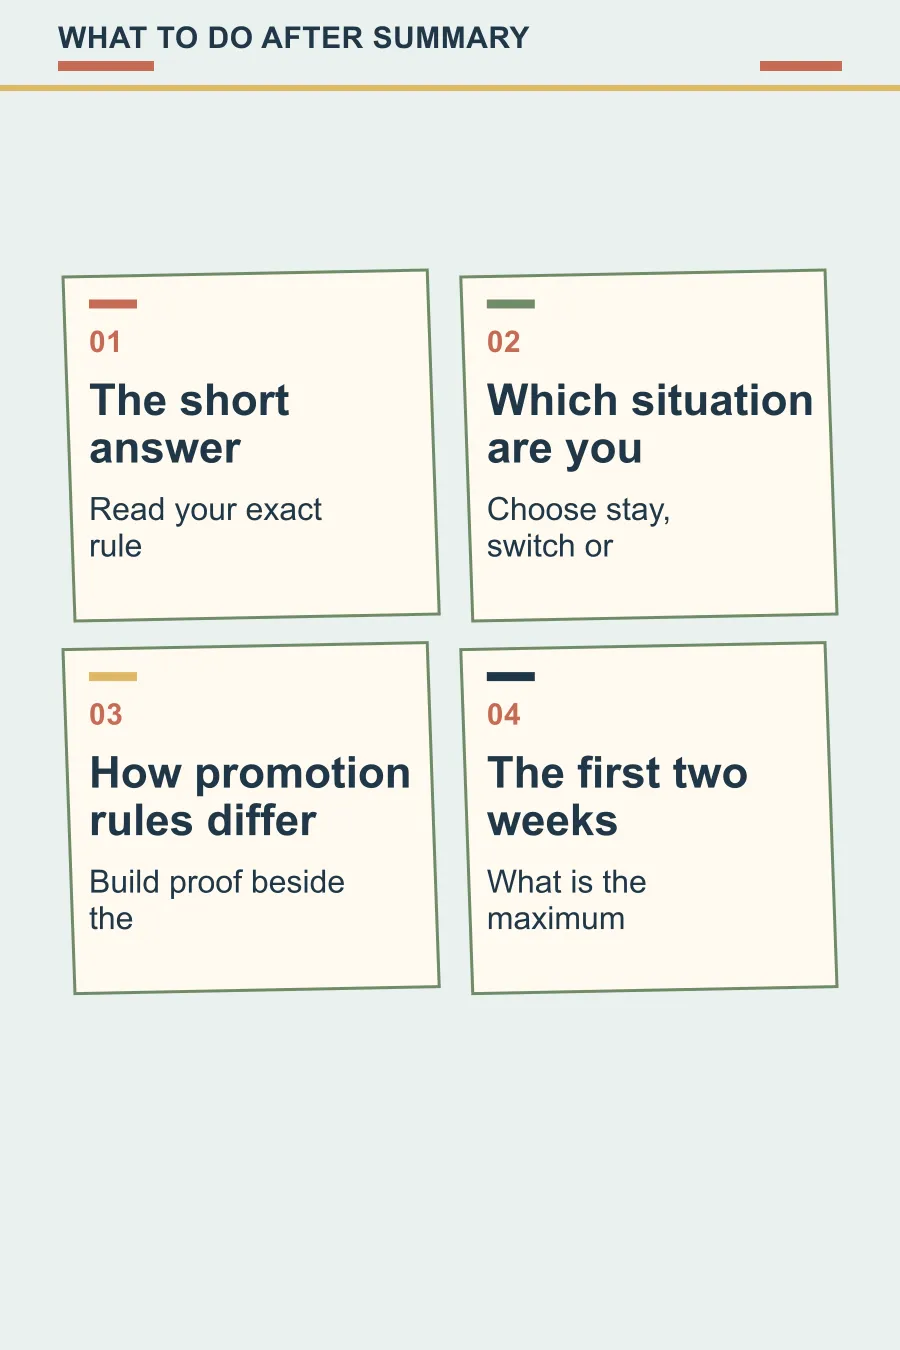 WHAT TO DO AFTER SUMMARY
01
The short
answer
Read your exact
rule
02
Which situation
are you
Choose stay,
switch or
03
How promotion
rules differ
Build proof beside
the
04
The first two
weeks
What is the
maximum